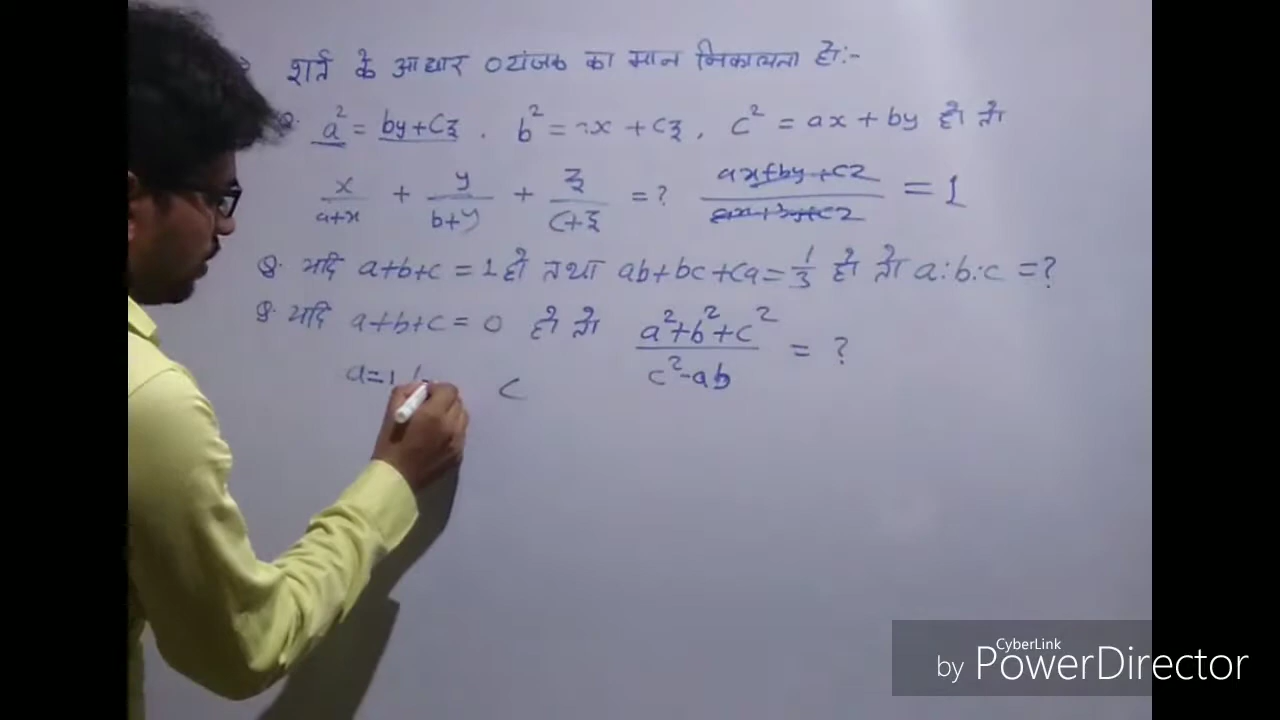 शर्त के आधार व्यंजक का मान निकालना हो:-
a² = by+cz . b² = ax + cz , c² = ax + by हो तो
x/a+x + y/b+y + z/c+z = ? ax+by+cz/ax+by+cz = 1
Q. यदि a+b+c = 1 हो तथा ab+bc+ca = 1/3 हो तो a:b:c = ?
Q. यदि a+b+c = 0 हो तो a²+b²+c²/c²-ab = ?
a=1 c
CyberLink
by PowerDirector